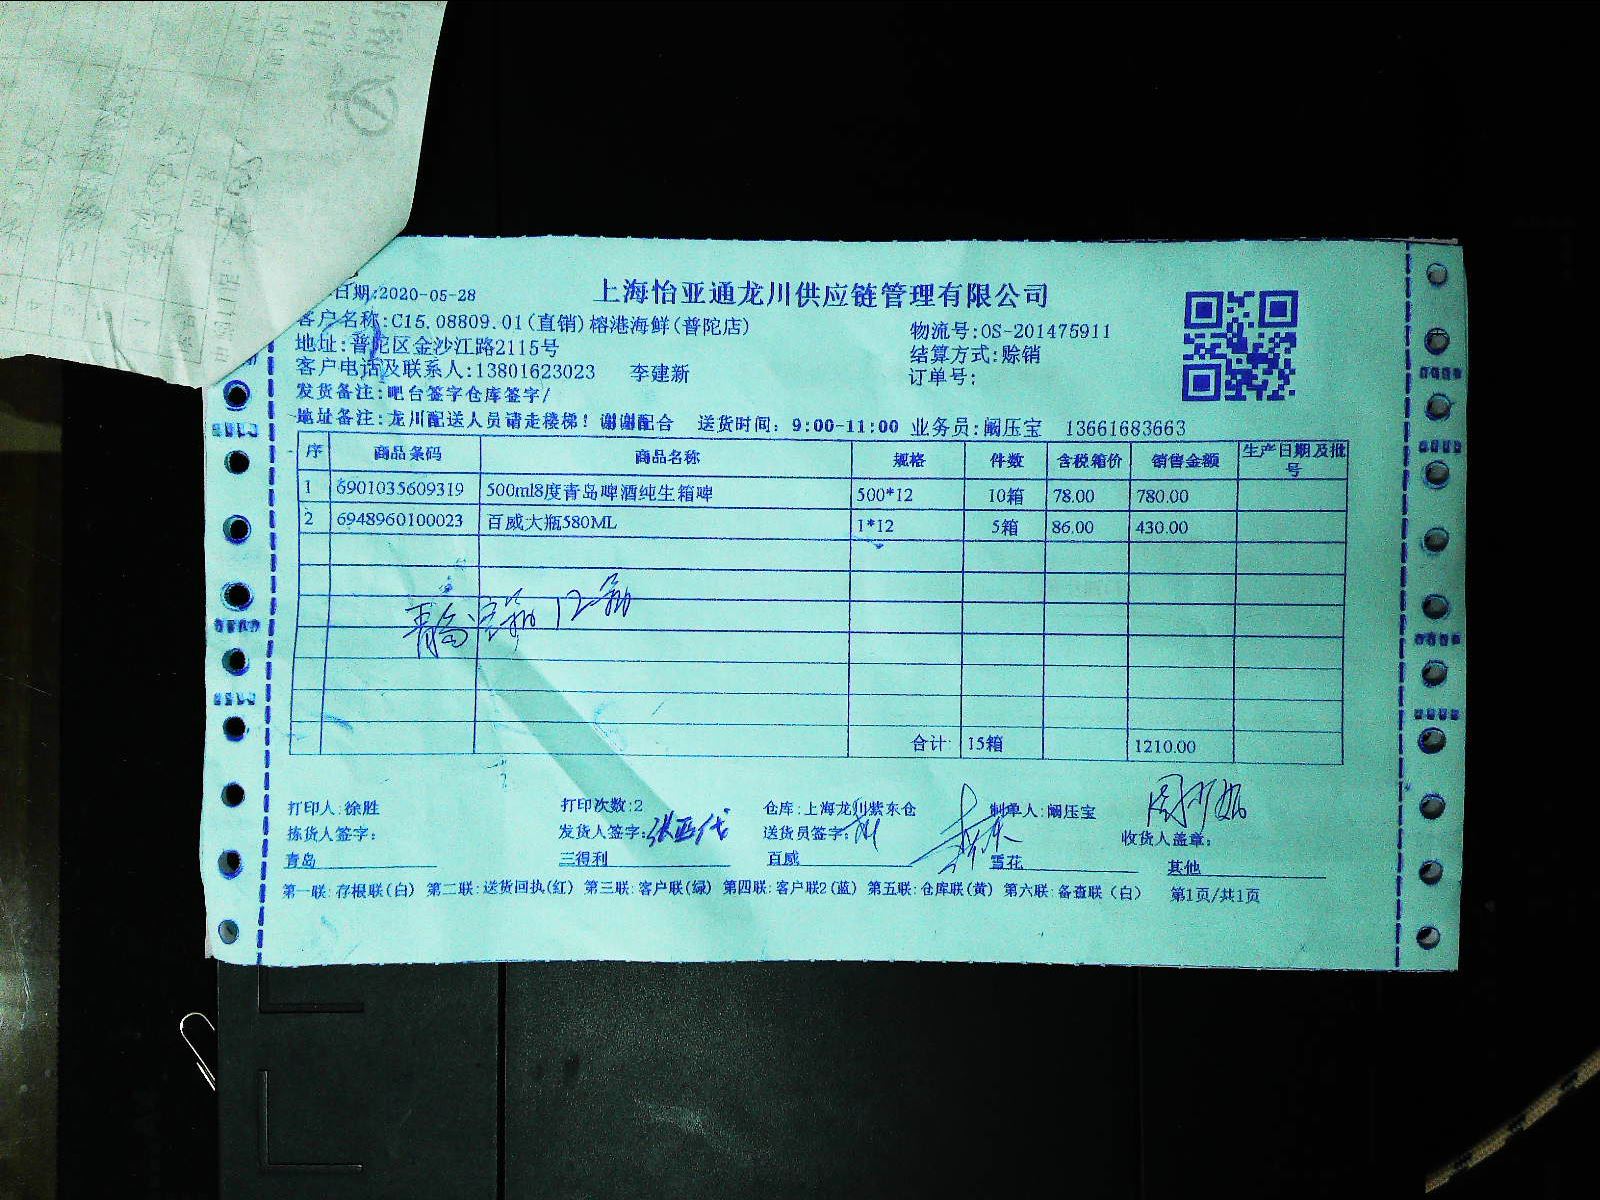 日期:2020-05-28
上海怡亚通龙川供应链管理有限公司
客户名称:C15.08809.01(直销)榕港海鲜(普陀店)
物流号:OS-201475911
地址:普陀区金沙江路2115号
结算方式:赊销
客户电话及联系人:13801623023 李建新
订单号:
发货备注:吧台签字仓库签字/
地址备注:龙川配送人员请走楼梯！谢谢配合 送货时间：9:00-11:00 业务员:阚压宝 13661683663
序 商品条码 商品名称 规格 件数 含税箱价 销售金额 生产日期及批号
1 6901035609319 500ml8度青岛啤酒纯生箱啤 500*12 10箱 78.00 780.00
2 6948960100023 百威大瓶580ML 1*12 5箱 86.00 430.00
合计 15箱 1210.00
打印人:徐胜 打印次数:2 仓库:上海龙川紫东仓 制单人:阚压宝
拣货人签字: 发货人签字: 送货员签字: 收货人盖章:
青岛 三得利 百威 雪花 其他
第一联:存根联(白) 第二联:送货回执(红) 第三联:客户联(绿) 第四联:客户联2(蓝) 第五联:仓库联(黄) 第六联:备查联(白) 第1页/共1页